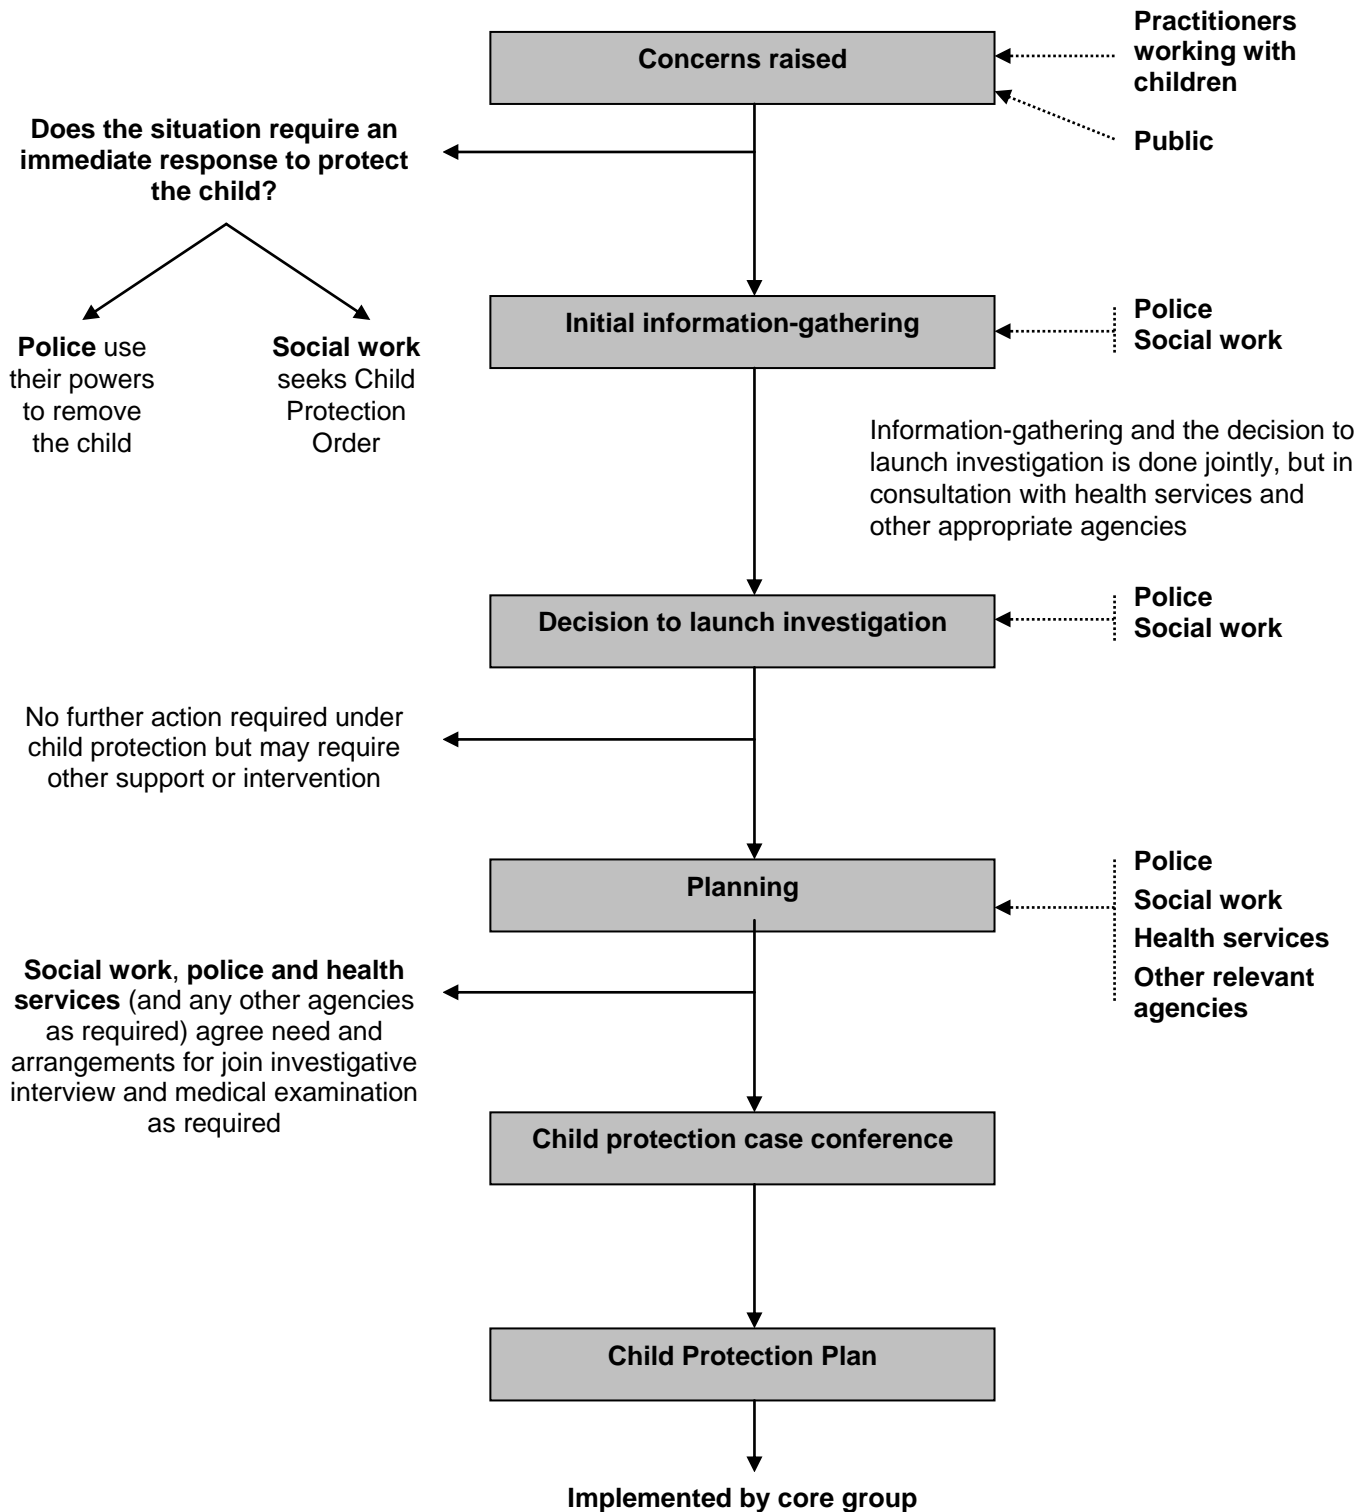 Concerns raised
Practitioners
working with
children
Public
Does the situation require an
immediate response to protect
the child?
Police use
their powers
to remove
the child
Social work
seeks Child
Protection
Order
Initial information-gathering
Police
Social work
Information-gathering and the decision to
launch investigation is done jointly, but in
consultation with health services and
other appropriate agencies
Decision to launch investigation
Police
Social work
No further action required under
child protection but may require
other support or intervention
Planning
Police
Social work
Health services
Other relevant
agencies
Social work, police and health
services (and any other agencies
as required) agree need and
arrangements for join investigative
interview and medical examination
as required
Child protection case conference
Child Protection Plan
Implemented by core group